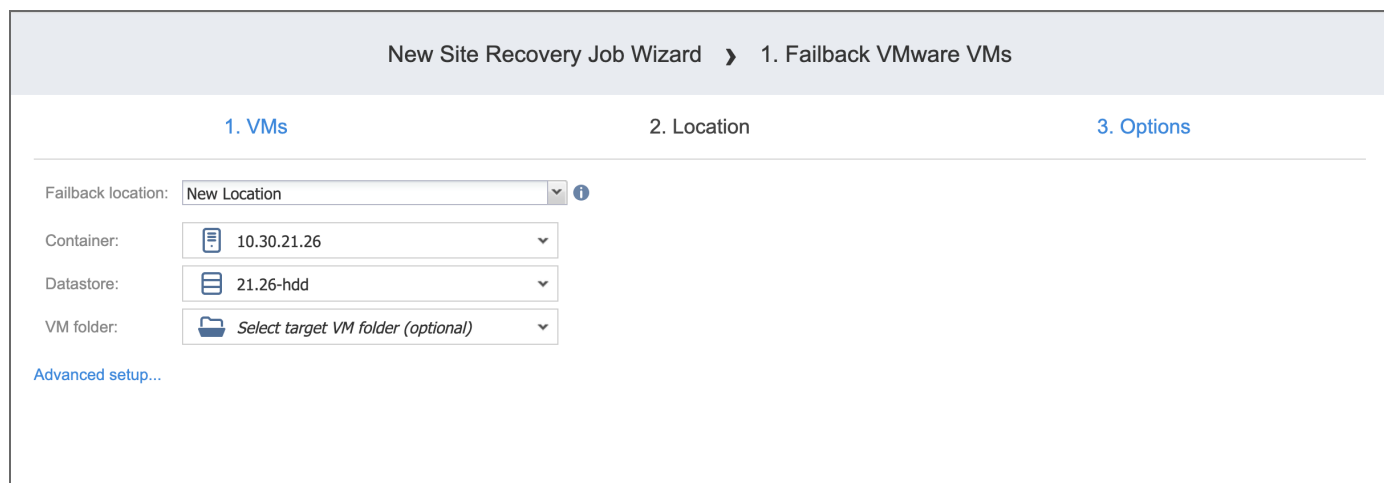 New Site Recovery Job Wizard ❯ 1. Failback VMware VMs
1. VMs 2. Location 3. Options
Failback location: New Location
Container: 10.30.21.26
Datastore: 21.26-hdd
VM folder: Select target VM folder (optional)
Advanced setup...